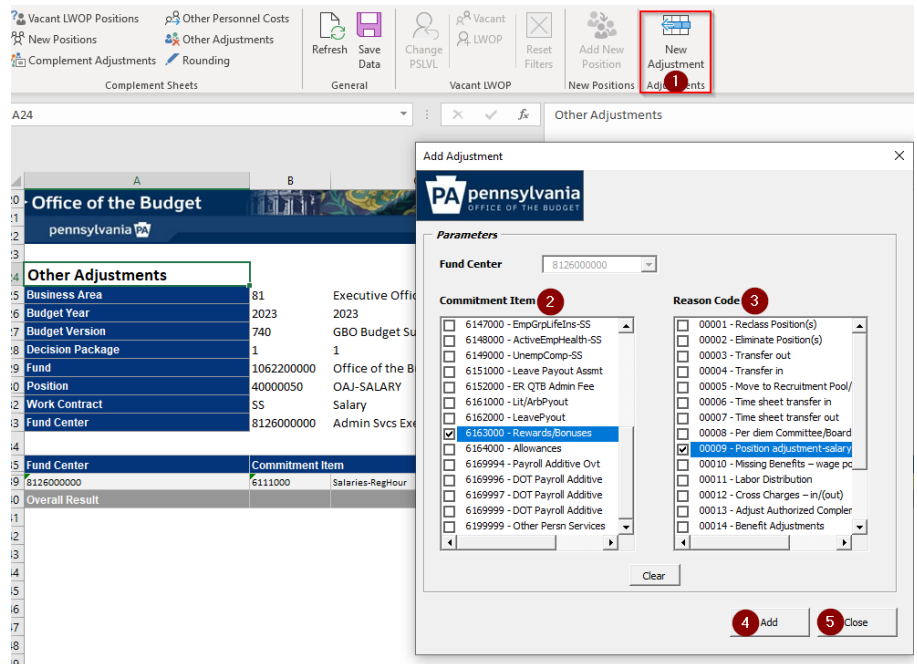 Vacant LWOP Positions
Other Personnel Costs
New Positions
Other Adjustments
Complement Adjustments
Rounding
Complement Sheets
Refresh
Save Data
General
Change PSLVL
Vacant
LWOP
Reset Filters
Vacant LWOP
Add New Position
New Positions
New Adjustment
1
A24
fx
Other Adjustments
A
B
Office of the Budget
pennsylvania PA
Other Adjustments
Business Area 81 Executive Offic
Budget Year 2023 2023
Budget Version 740 GBO Budget Su
Decision Package 1 1
Fund 1062200000 Office of the B
Position 40000050 OAJ-SALARY
Work Contract SS Salary
Fund Center 8126000000 Admin Svcs Exe
Fund Center Commitment Item
8126000000 6111000 Salaries-RegHour
Overall Result
Add Adjustment
PA pennsylvania
OFFICE OF THE BUDGET
Parameters
Fund Center 8126000000
Commitment Item 2
6147000 - EmpGrpLifeIns-SS
6148000 - ActiveEmpHealth-SS
6149000 - UnempComp-SS
6151000 - Leave Payout Assmt
6152000 - ER QTB Admin Fee
6161000 - Lit/ArbPyout
6162000 - LeavePyout
6163000 - Rewards/Bonuses
6164000 - Allowances
6169994 - Payroll Additive Ovt
6169996 - DOT Payroll Additive
6169997 - DOT Payroll Additive
6169999 - DOT Payroll Additive
6199999 - Other Persn Services
Reason Code 3
00001 - Reclass Position(s)
00002 - Eliminate Position(s)
00003 - Transfer out
00004 - Transfer in
00005 - Move to Recruitment Pool/
00006 - Time sheet transfer in
00007 - Time sheet transfer out
00008 - Per diem Committee/Board
00009 - Position adjustment-salary
00010 - Missing Benefits – wage po
00011 - Labor Distribution
00012 - Cross Charges – in/(out)
00013 - Adjust Authorized Complem
00014 - Benefit Adjustments
Clear
4 Add
5 Close